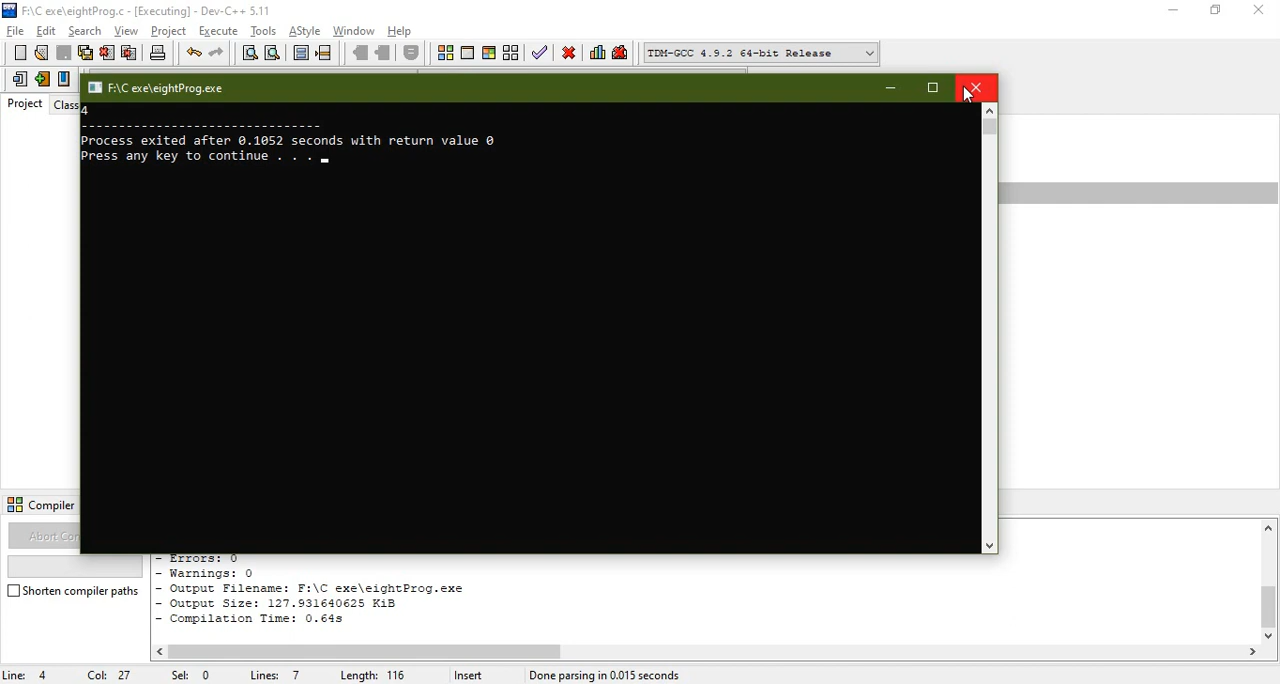 F:\C exe\eightProg.c - [Executing] - Dev-C++ 5.11
File Edit Search View Project Execute Tools AStyle Window Help
TDM-GCC 4.9.2 64-bit Release
F:\C exe\eightProg.exe
Project Class
4
--------------------------------
Process exited after 0.1052 seconds with return value 0
Press any key to continue . . .
Compiler
Abort Con
Shorten compiler paths
- Errors: 0
- Warnings: 0
- Output Filename: F:\C exe\eightProg.exe
- Output Size: 127.931640625 KiB
- Compilation Time: 0.64s
Line: 4 Col: 27 Sel: 0 Lines: 7 Length: 116 Insert Done parsing in 0.015 seconds